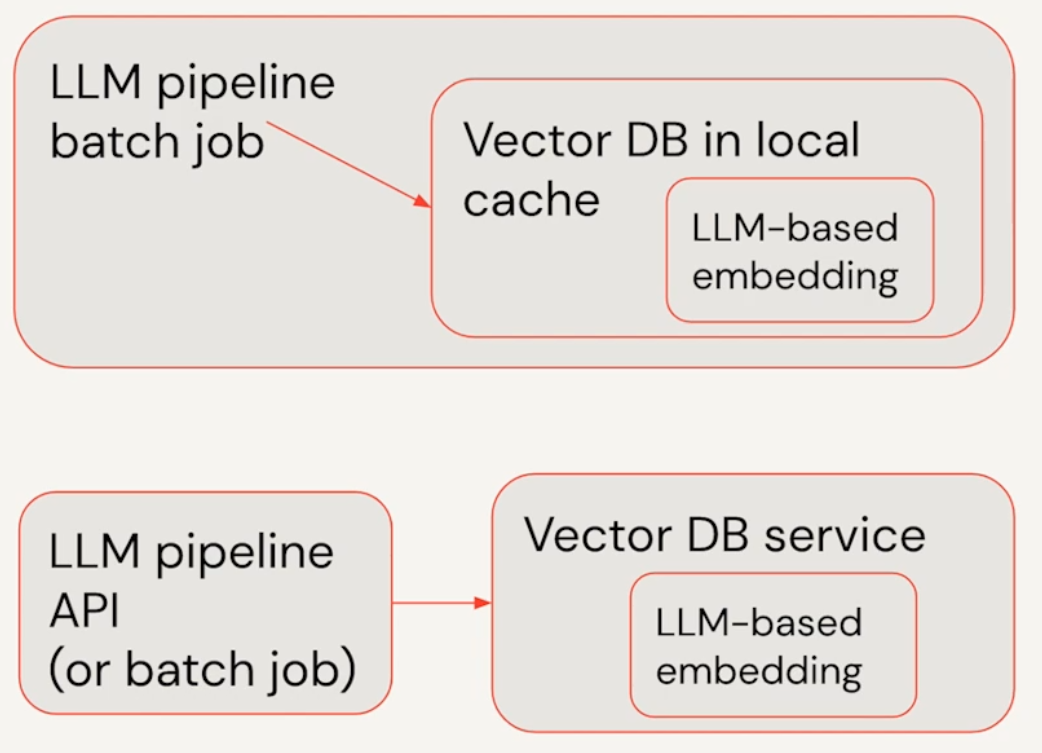 LLM pipeline
batch job
Vector DB in local
cache
LLM-based
embedding
LLM pipeline
API
(or batch job)
Vector DB service
LLM-based
embedding